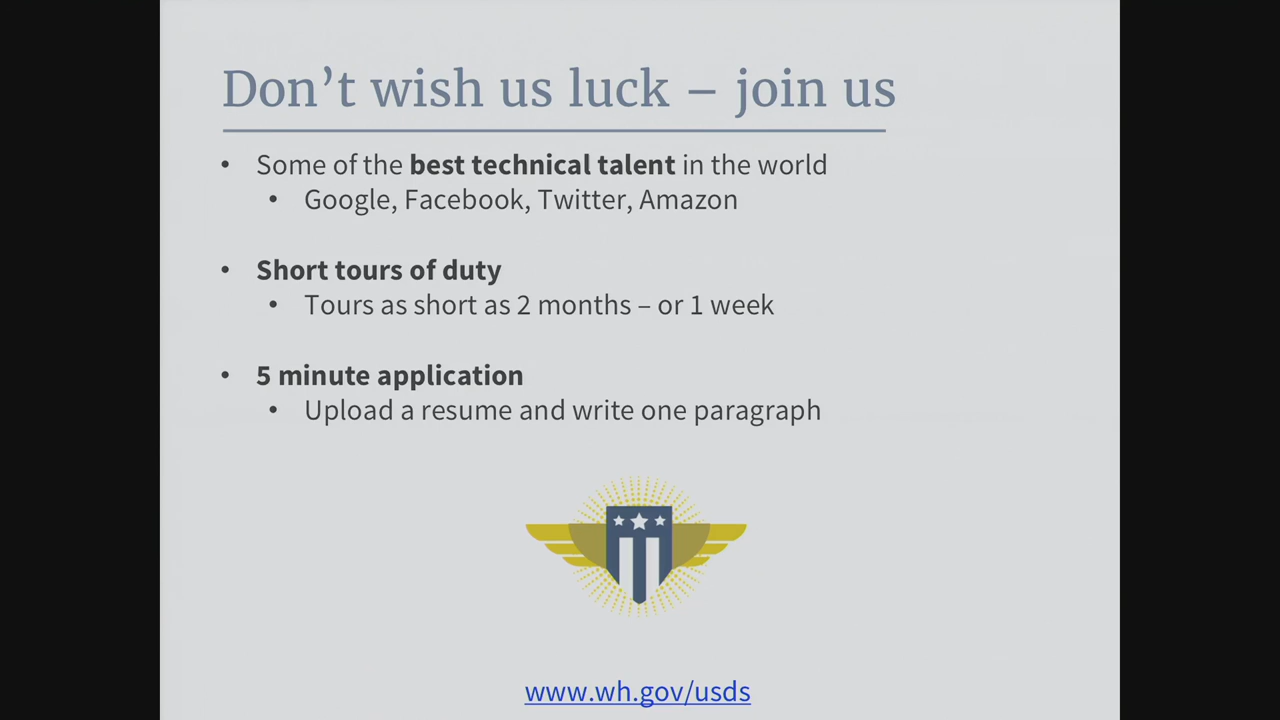 Don’t wish us luck – join us
• Some of the best technical talent in the world
• Google, Facebook, Twitter, Amazon
• Short tours of duty
• Tours as short as 2 months – or 1 week
• 5 minute application
• Upload a resume and write one paragraph
www.wh.gov/usds